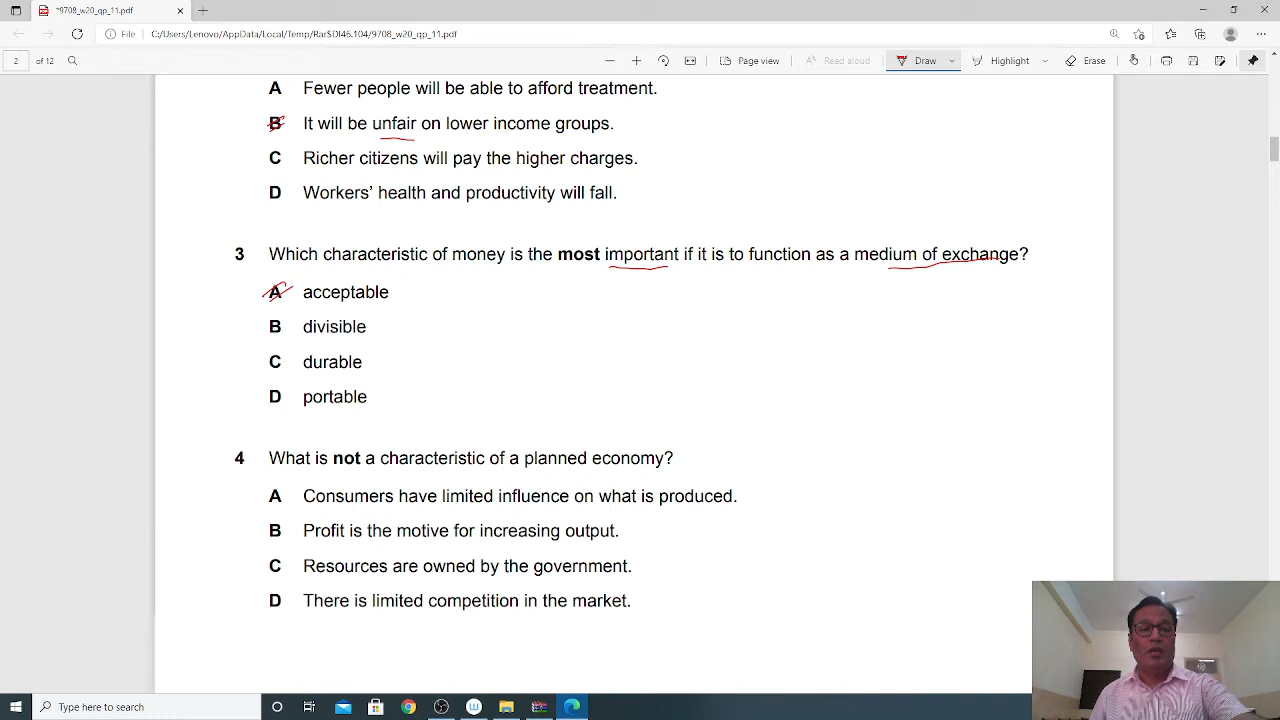 *9708_w20_qp_11.pdf
File C:/Users/Lenovo/AppData/Local/Temp/Rar$DI46.104/9708_w20_qp_11.pdf
2 of 12 Page view Read aloud Draw Highlight Erase
A Fewer people will be able to afford treatment.
B It will be unfair on lower income groups.
C Richer citizens will pay the higher charges.
D Workers' health and productivity will fall.
3 Which characteristic of money is the most important if it is to function as a medium of exchange?
A acceptable
B divisible
C durable
D portable
4 What is not a characteristic of a planned economy?
A Consumers have limited influence on what is produced.
B Profit is the motive for increasing output.
C Resources are owned by the government.
D There is limited competition in the market.
Type here to search